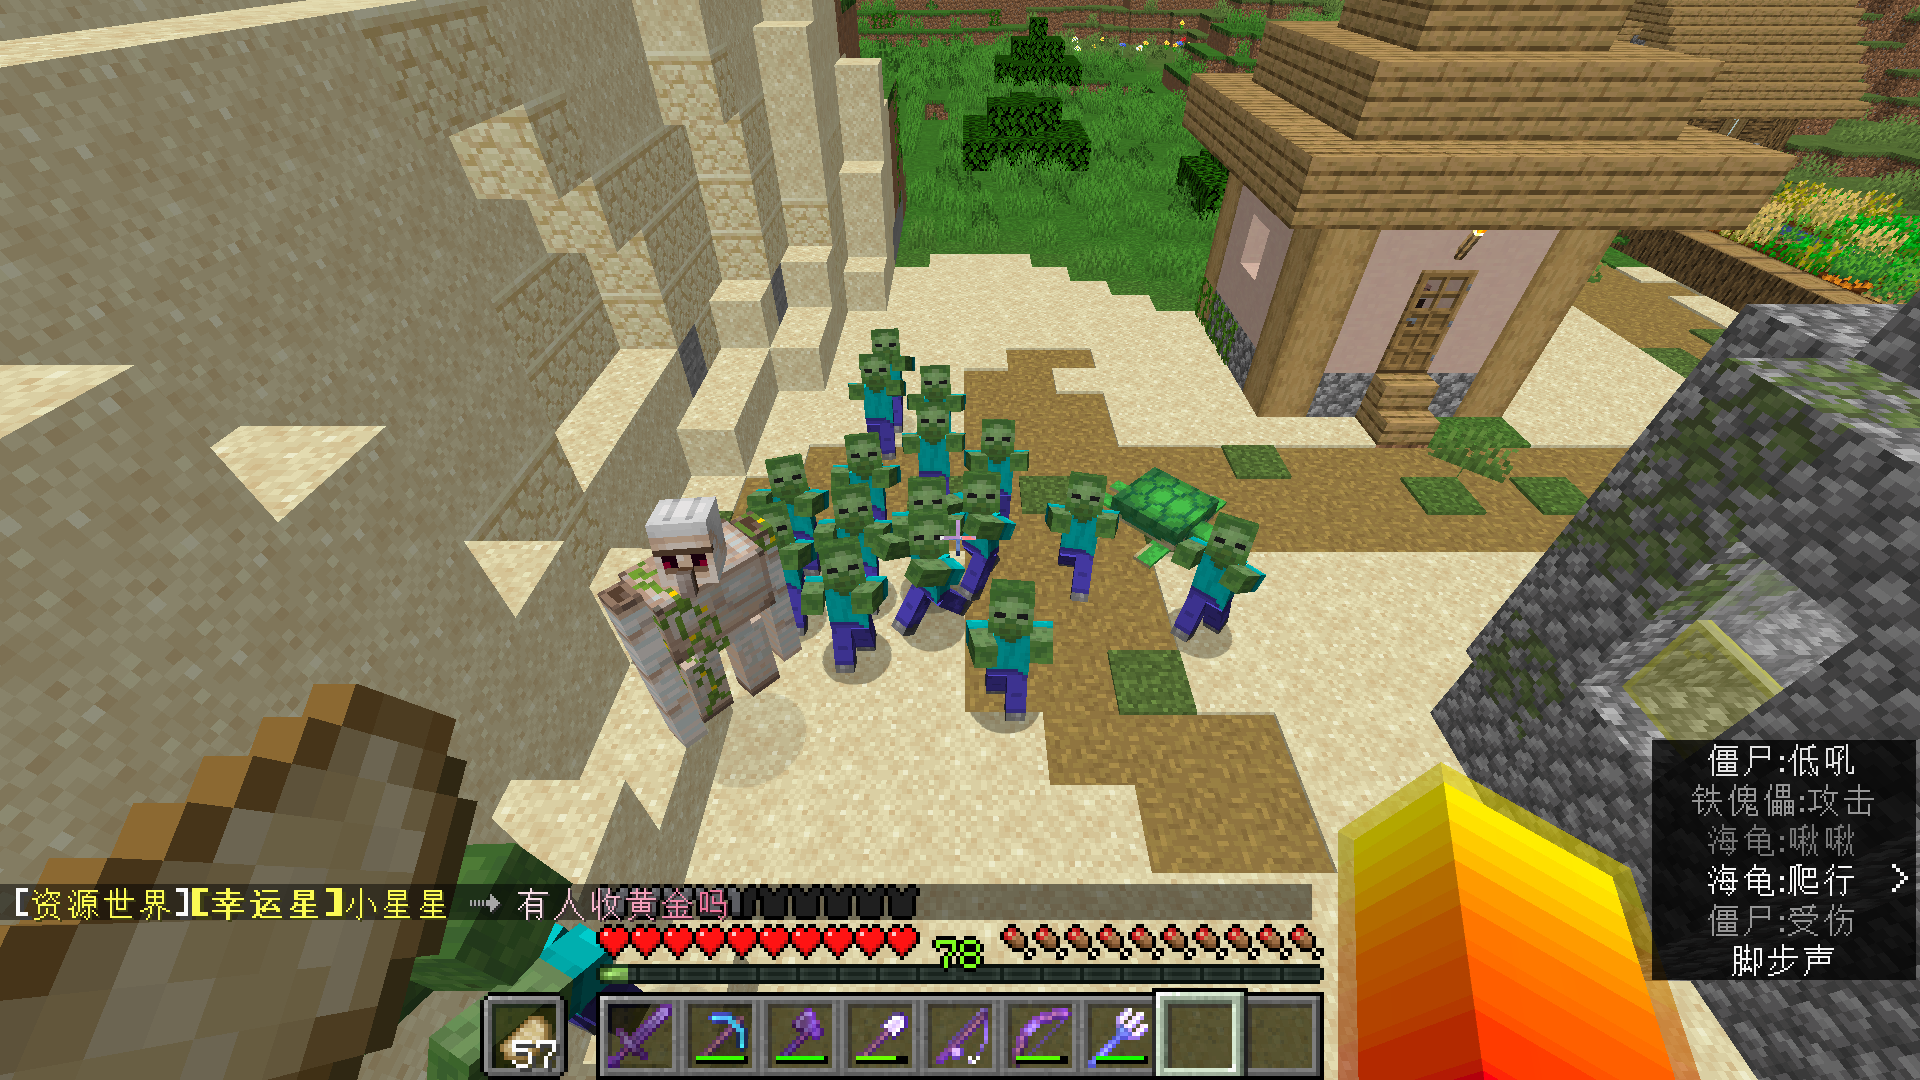 僵尸:低吼
铁傀儡:攻击
海龟:啾啾
海龟:爬行 >
僵尸:受伤
脚步声
[资源世界][幸运星]小星星 ➟ 有人收黄金吗
78
57